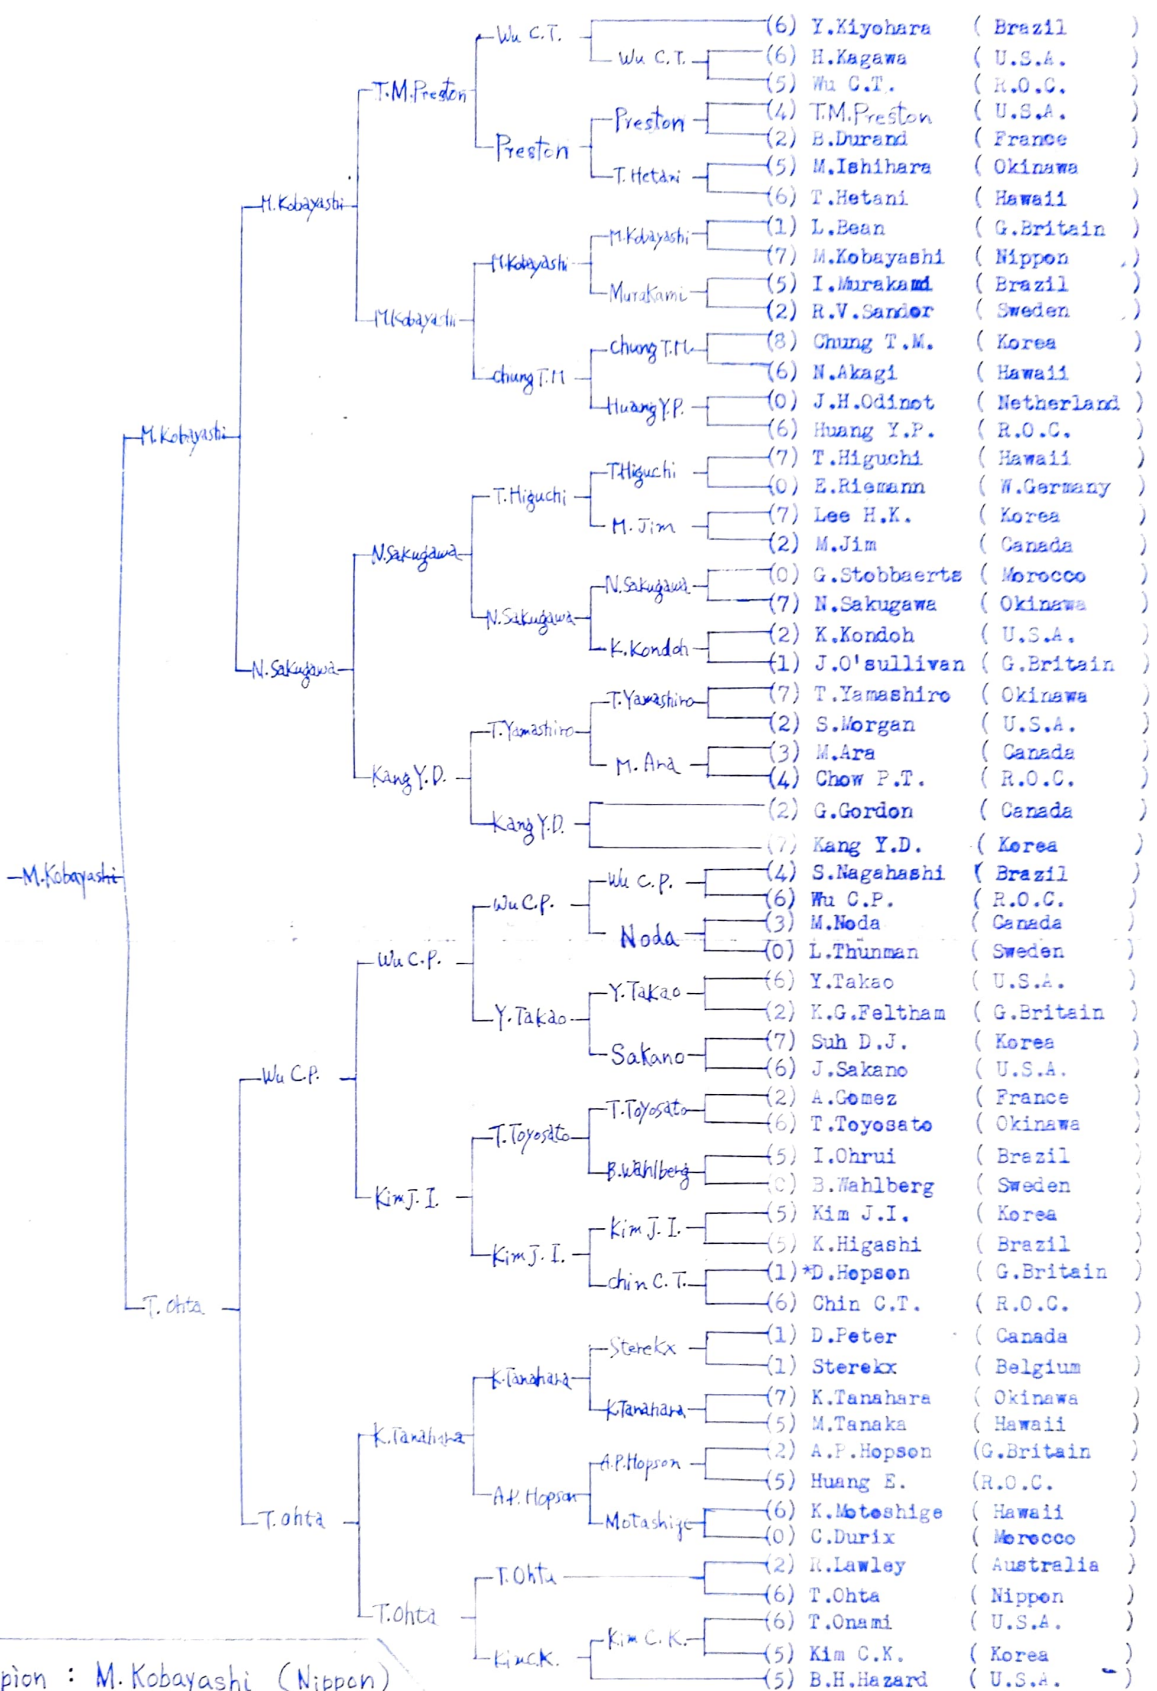 Wu C.T. (6) Y.Kiyohara ( Brazil )
Wu C.T. (6) H.Kagawa ( U.S.A. )
(5) Wu C.T. ( R.O.C. )
T.M.Preston
Preston (4) T.M.Preston ( U.S.A. )
(2) B.Durand ( France )
Preston
T.Hetani (5) M.Ishihara ( Okinawa )
(6) T.Hetani ( Hawaii )
M.Kobayashi
M.Kobayashi (1) L.Bean ( G.Britain )
(7) M.Kobayashi ( Nippon )
M.Kobayashi
Murakami (5) I.Murakami ( Brazil )
(2) R.V.Sandor ( Sweden )
M.Kobayashi
Chung T.M. (8) Chung T.M. ( Korea )
(6) N.Akagi ( Hawaii )
Chung T.M
Huang Y.P. (0) J.H.Odinot ( Netherland )
(6) Huang Y.P. ( R.O.C. )
M.Kobayashi
T.Higuchi (7) T.Higuchi ( Hawaii )
(0) E.Riemann ( W.Germany )
T.Higuchi
M.Jim (7) Lee H.K. ( Korea )
(2) M.Jim ( Canada )
N.Sakugawa
N.Sakugawa (0) G.Stobbaerts ( Morocco )
(7) N.Sakugawa ( Okinawa )
N.Sakugawa
K.Kondoh (2) K.Kondoh ( U.S.A. )
(1) J.O'sullivan ( G.Britain )
N.Sakugawa
T.Yamashiro (7) T.Yamashiro ( Okinawa )
(2) S.Morgan ( U.S.A. )
T.Yamashiro
M.Ara (3) M.Ara ( Canada )
(4) Chow P.T. ( R.O.C. )
Kang Y.D.
Kang Y.D. (2) G.Gordon ( Canada )
(7) Kang Y.D. ( Korea )
M.Kobayashi
Wu C.P. (4) S.Nagahashi ( Brazil )
(6) Wu C.P. ( R.O.C. )
Wu C.P.
Noda (3) M.Noda ( Canada )
(0) L.Thunman ( Sweden )
Wu C.P.
Y.Takao (6) Y.Takao ( U.S.A. )
(2) K.G.Feltham ( G.Britain )
Y.Takao
Sakano (7) Suh D.J. ( Korea )
(6) J.Sakano ( U.S.A. )
Wu C.P.
T.Toyosato (2) A.Gomez ( France )
(6) T.Toyosato ( Okinawa )
T.Toyosato
B.Wahlberg (5) I.Ohrui ( Brazil )
(0) B.Wahlberg ( Sweden )
Kim J.I.
Kim J.I. (5) Kim J.I. ( Korea )
(5) K.Higashi ( Brazil )
Kim J.I.
Chin C.T. (1) *D.Hopson ( G.Britain )
(6) Chin C.T. ( R.O.C. )
T.Ohta
Sterekx (1) D.Peter ( Canada )
(1) Sterekx ( Belgium )
K.Tanahara
K.Tanahara (7) K.Tanahara ( Okinawa )
(5) M.Tanaka ( Hawaii )
K.Tanahara
A.P.Hopson (2) A.P.Hopson (G.Britain )
(5) Huang E. (R.O.C. )
A.P.Hopson
Motashige (6) K.Motoshige ( Hawaii )
(0) C.Durix ( Morocco )
T.Ohta
T.Ohta (2) R.Lawley ( Australia )
(6) T.Ohta ( Nippon )
T.Ohta
Kim C.K. (6) T.Onami ( U.S.A. )
(5) Kim C.K. ( Korea )
Kim C.K. (5) B.H.Hazard ( U.S.A. )
pion : M.Kobayashi (Nippon)